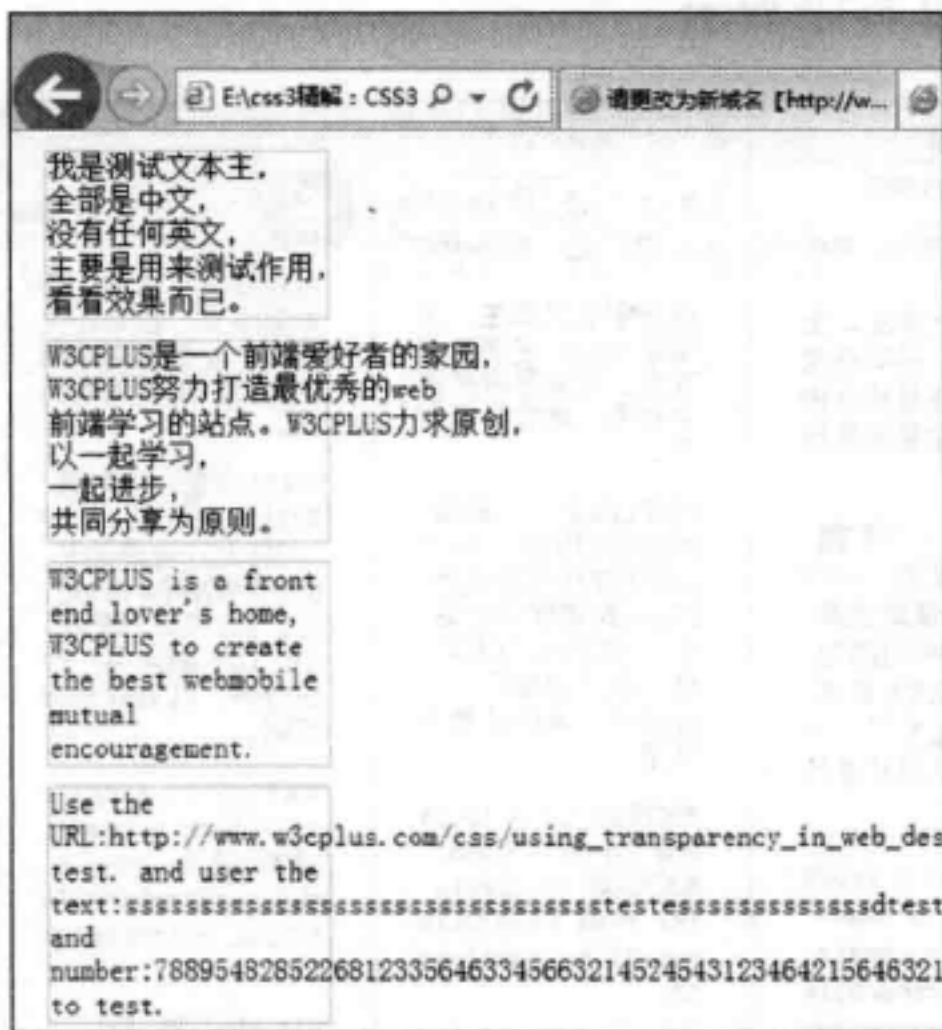 E:\css3精解：CSS3
请更改为新域名【http://w...
我是测试文本主，
全部是中文，
没有任何英文，
主要是用来测试作用，
看看效果而已。
W3CPLUS是一个前端爱好者的家园，
W3CPLUS努力打造最优秀的web
前端学习的站点。W3CPLUS力求原创，
以一起学习，
一起进步，
共同分享为原则。
W3CPLUS is a front
end lover's home,
W3CPLUS to create
the best webmobile
mutual
encouragement.
Use the
URL:http://www.w3cplus.com/css/using_transparency_in_web_des
test. and user the
and
to test.